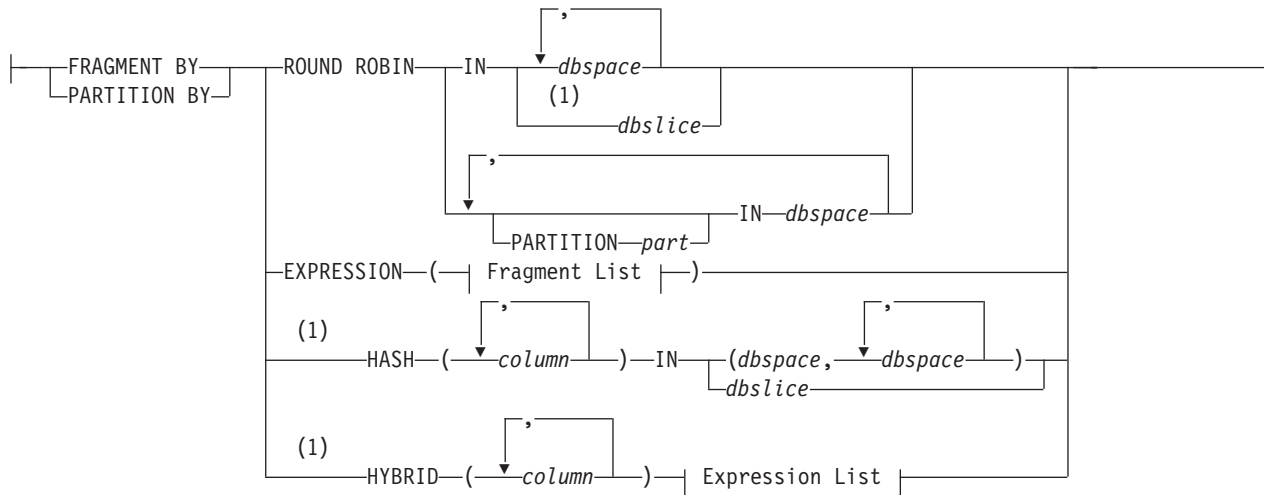 ,
FRAGMENT BY ROUND ROBIN IN dbspace
PARTITION BY (1)
dbslice
,
IN dbspace
PARTITION part
EXPRESSION ( Fragment List )
, ,
(1)
HASH ( column ) IN (dbspace, dbspace )
dbslice
,
(1)
HYBRID ( column ) Expression List